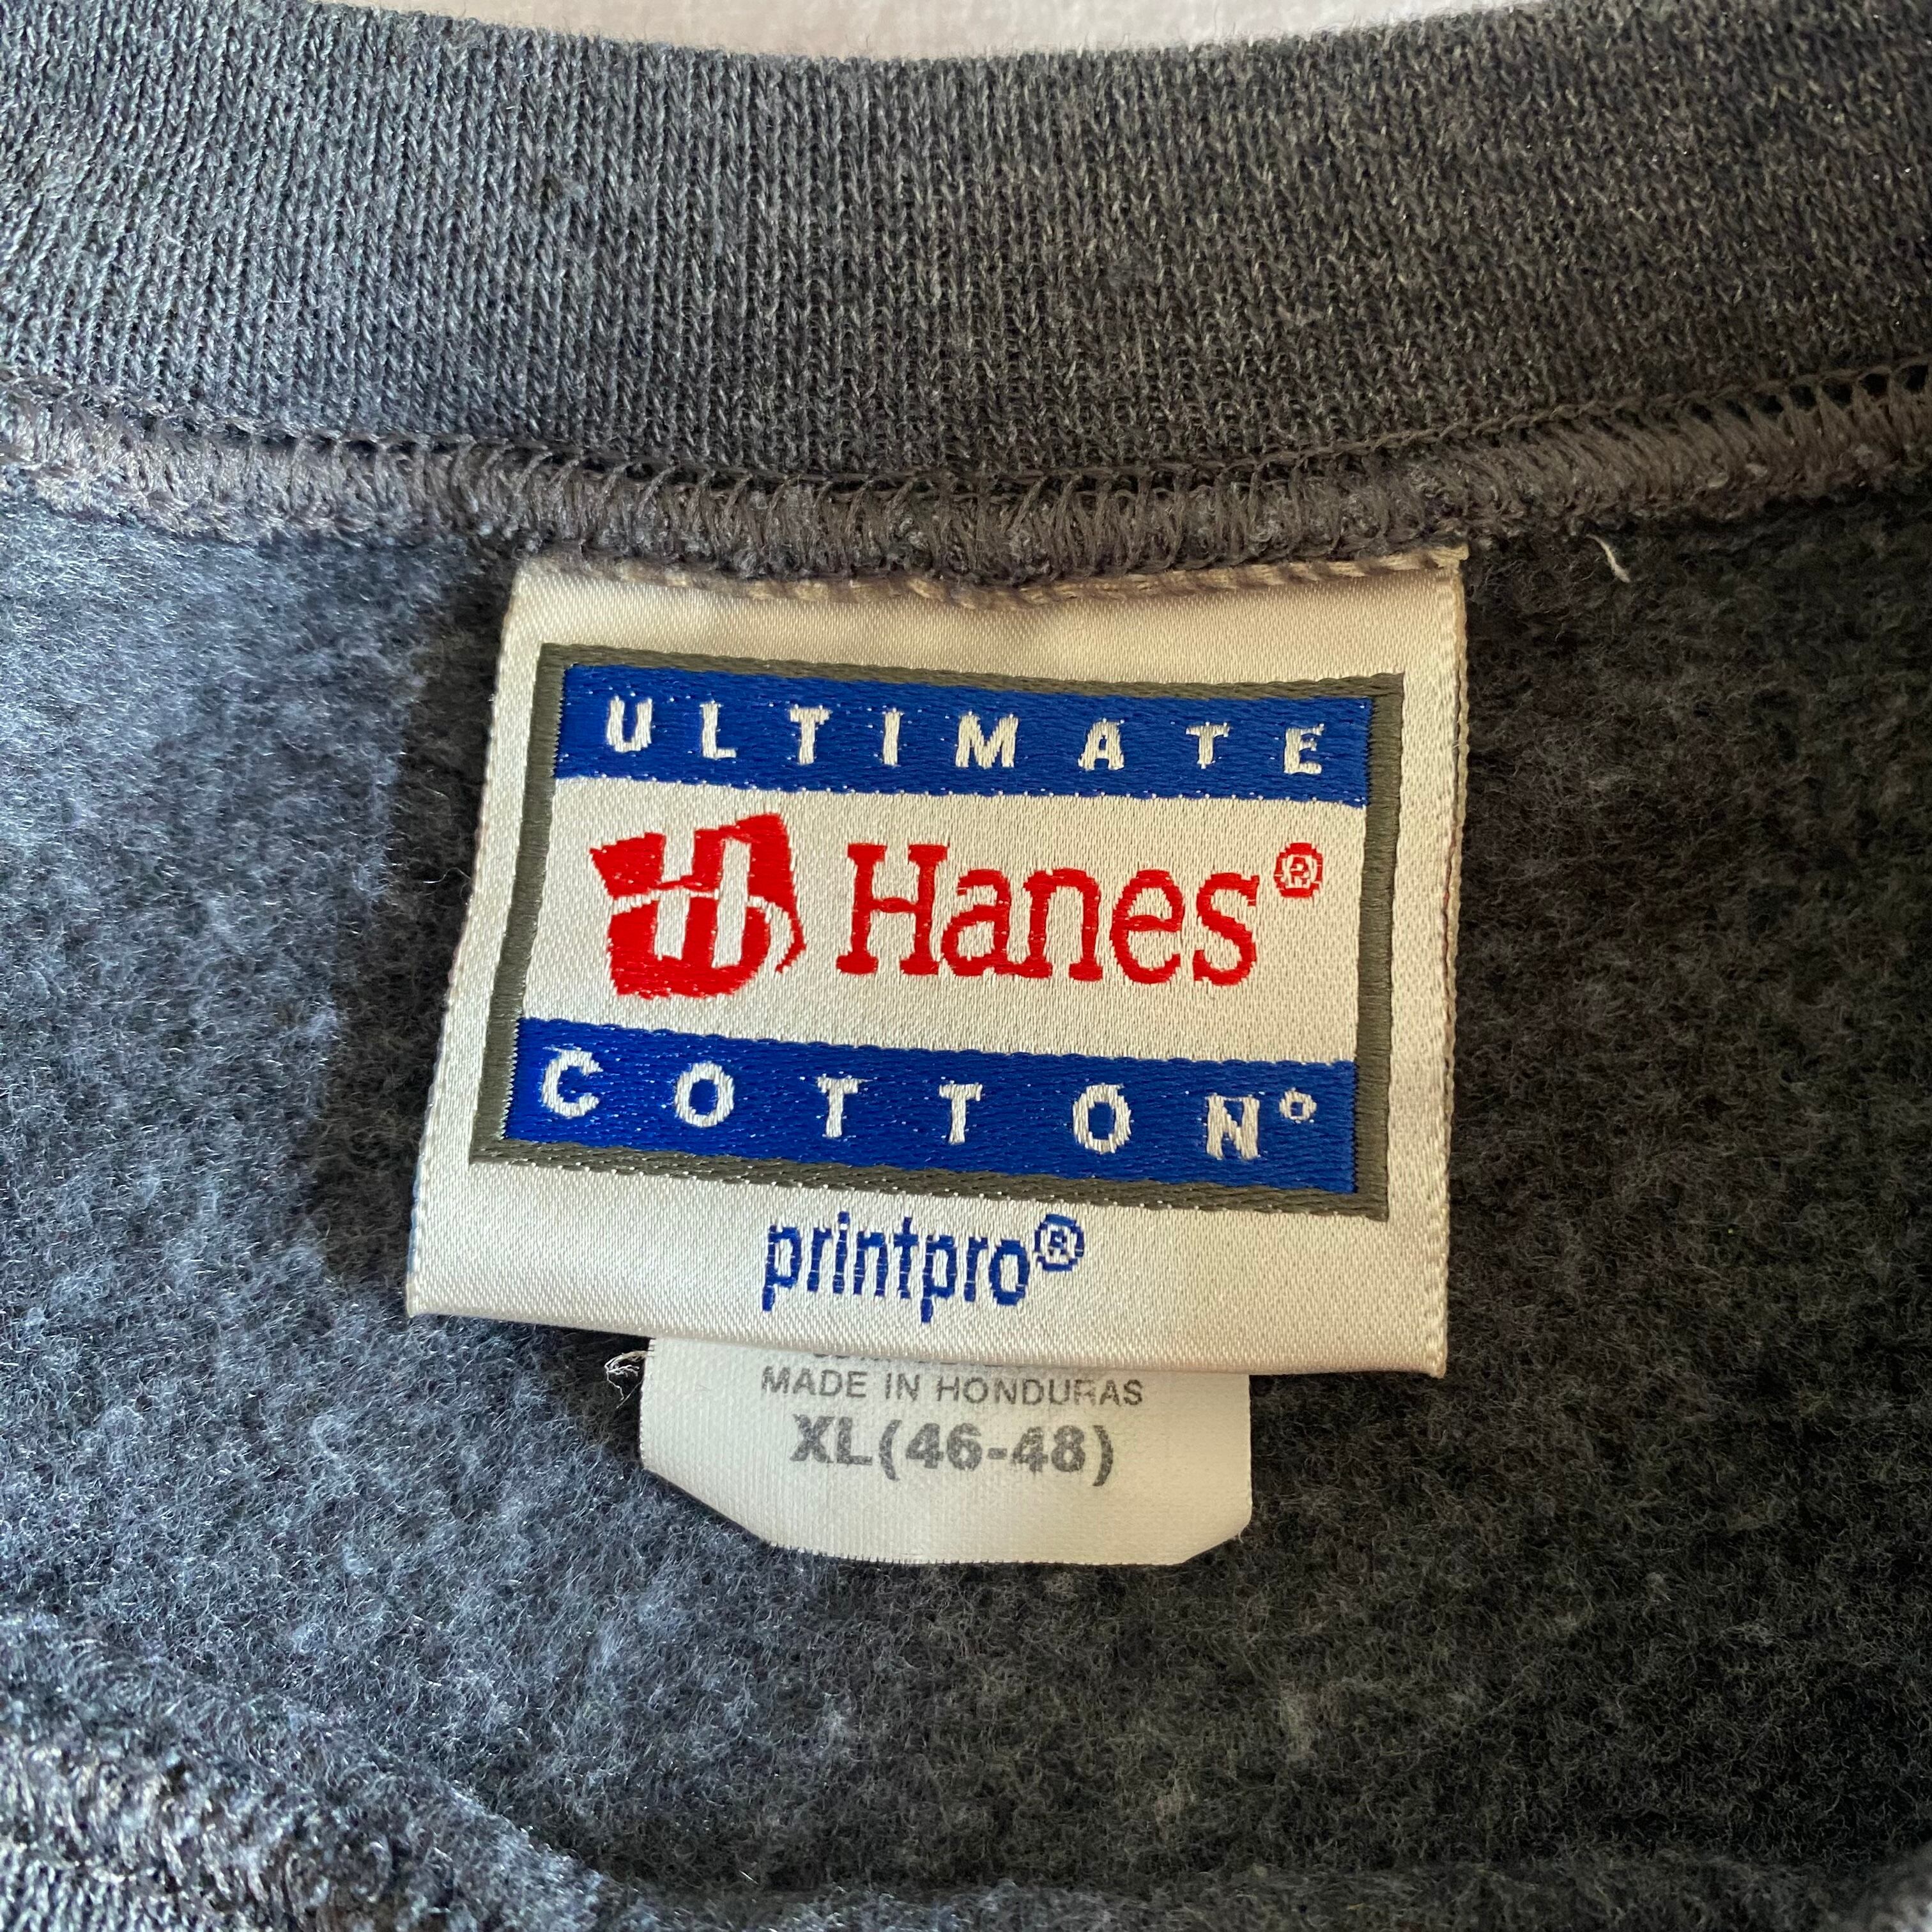 ULTIMATE
H Hanes®
COTTON®
printpro®
MADE IN HONDURAS
XL(46-48)